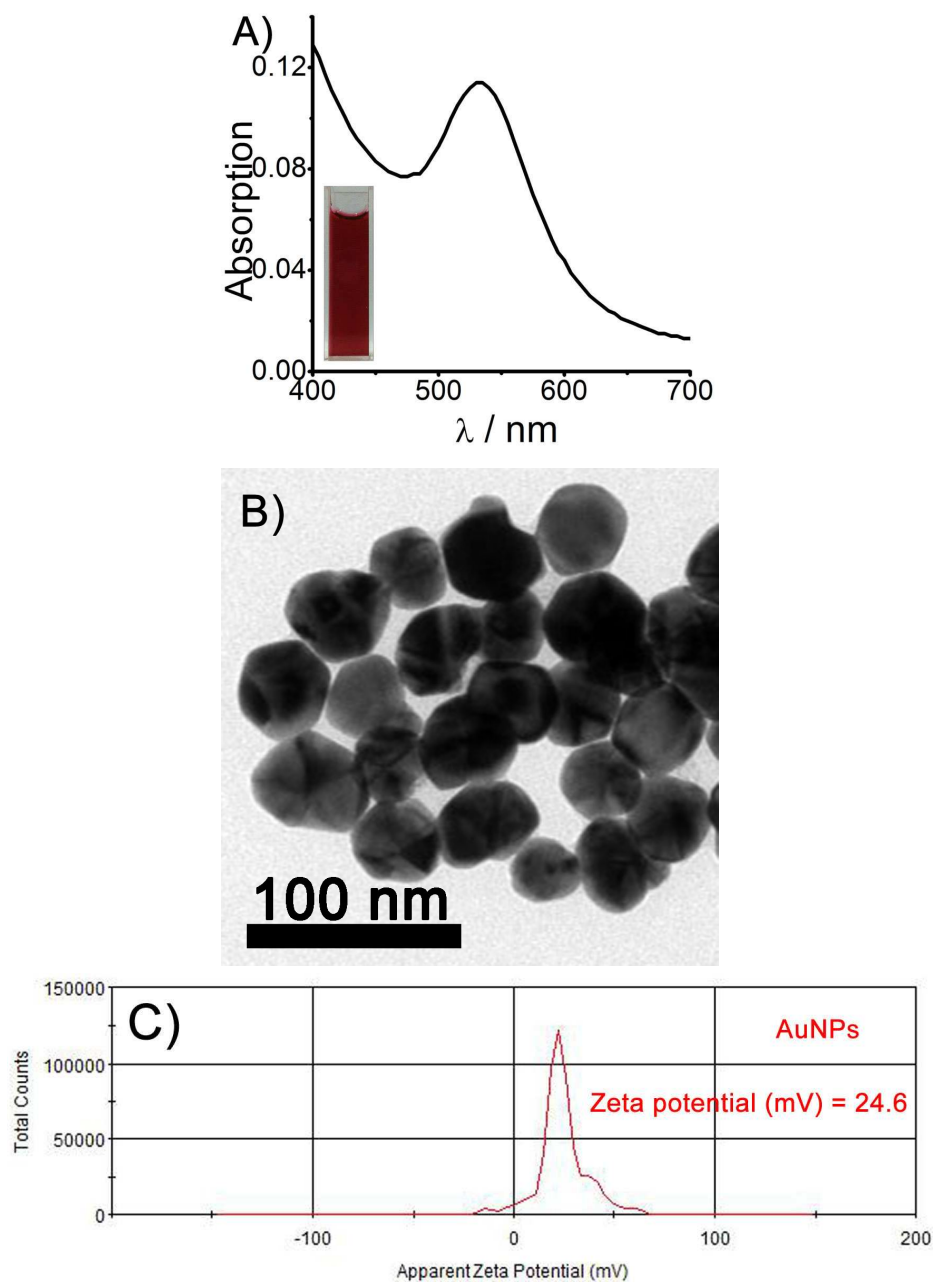 A)
Absorption
0.12
0.08
0.04
0.00
400 500 600 700
λ / nm
B)
100 nm
C)
Total Counts
150000
100000
50000
0
AuNPs
Zeta potential (mV) = 24.6
-100 0 100 200
Apparent Zeta Potential (mV)